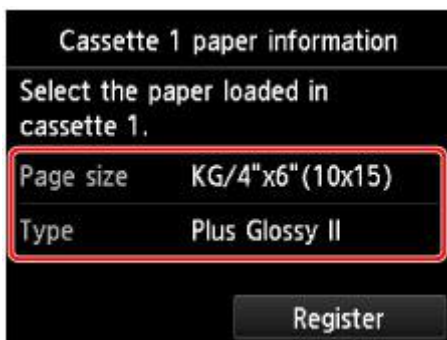 Cassette 1 paper information
Select the paper loaded in
cassette 1.
Page size KG/4"x6"(10x15)
Type Plus Glossy II
Register